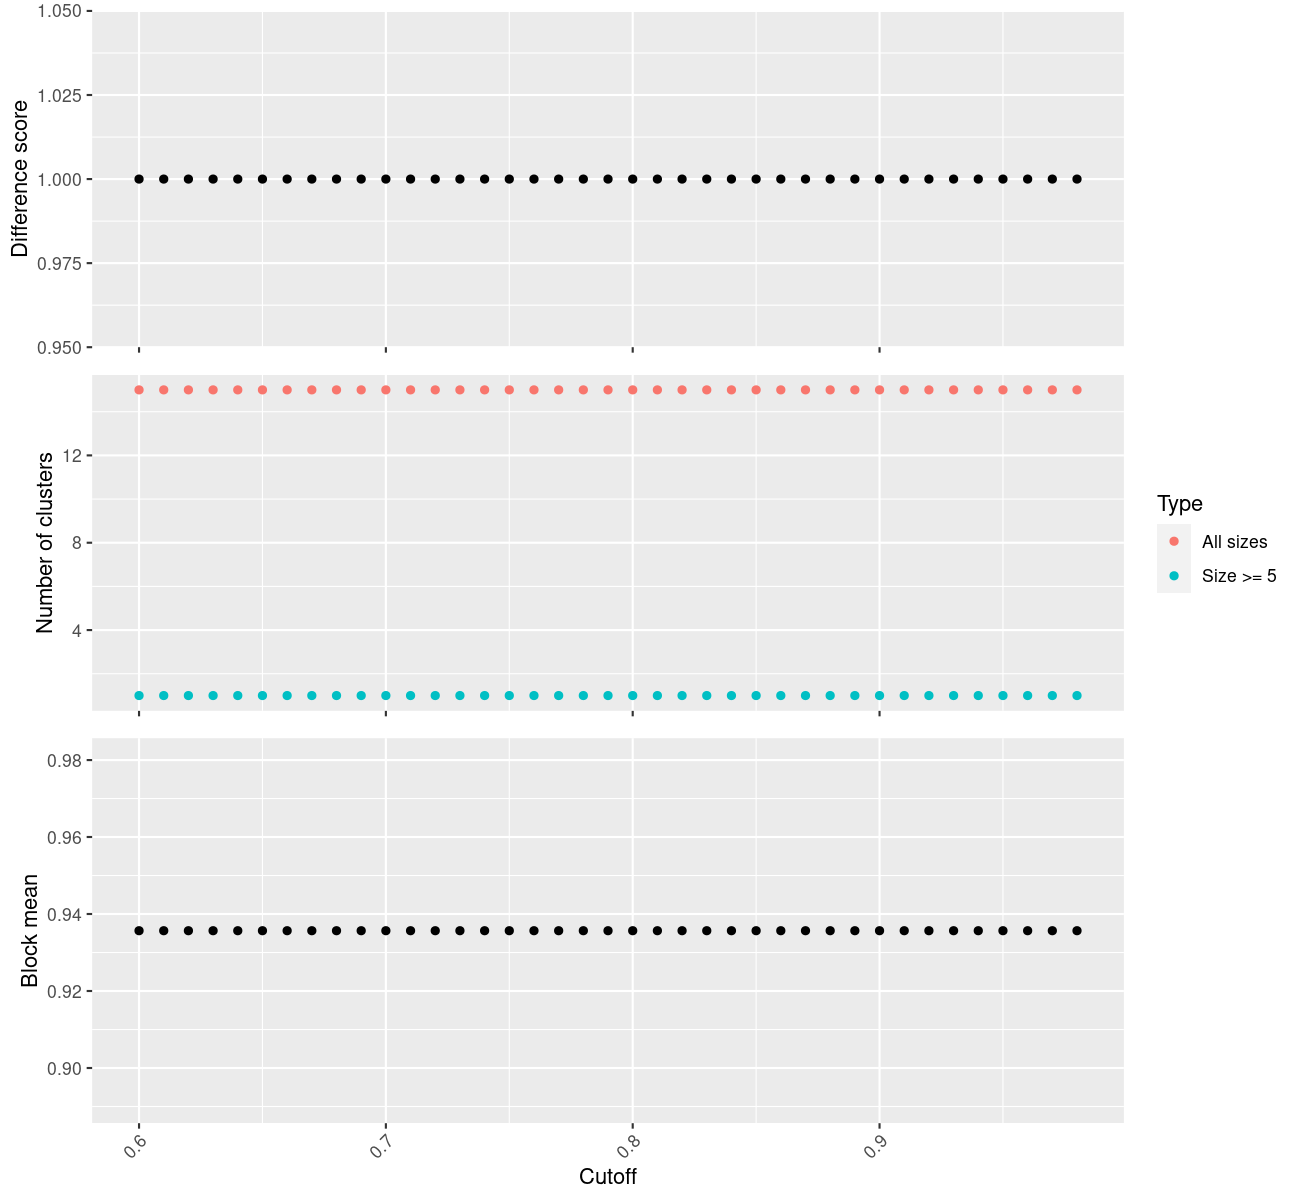 1.050
1.025
1.000
0.975
0.950
Difference score
12
8
4
Number of clusters
Type
All sizes
Size >= 5
0.98
0.96
0.94
0.92
0.90
Block mean
0.6
0.7
0.8
0.9
Cutoff